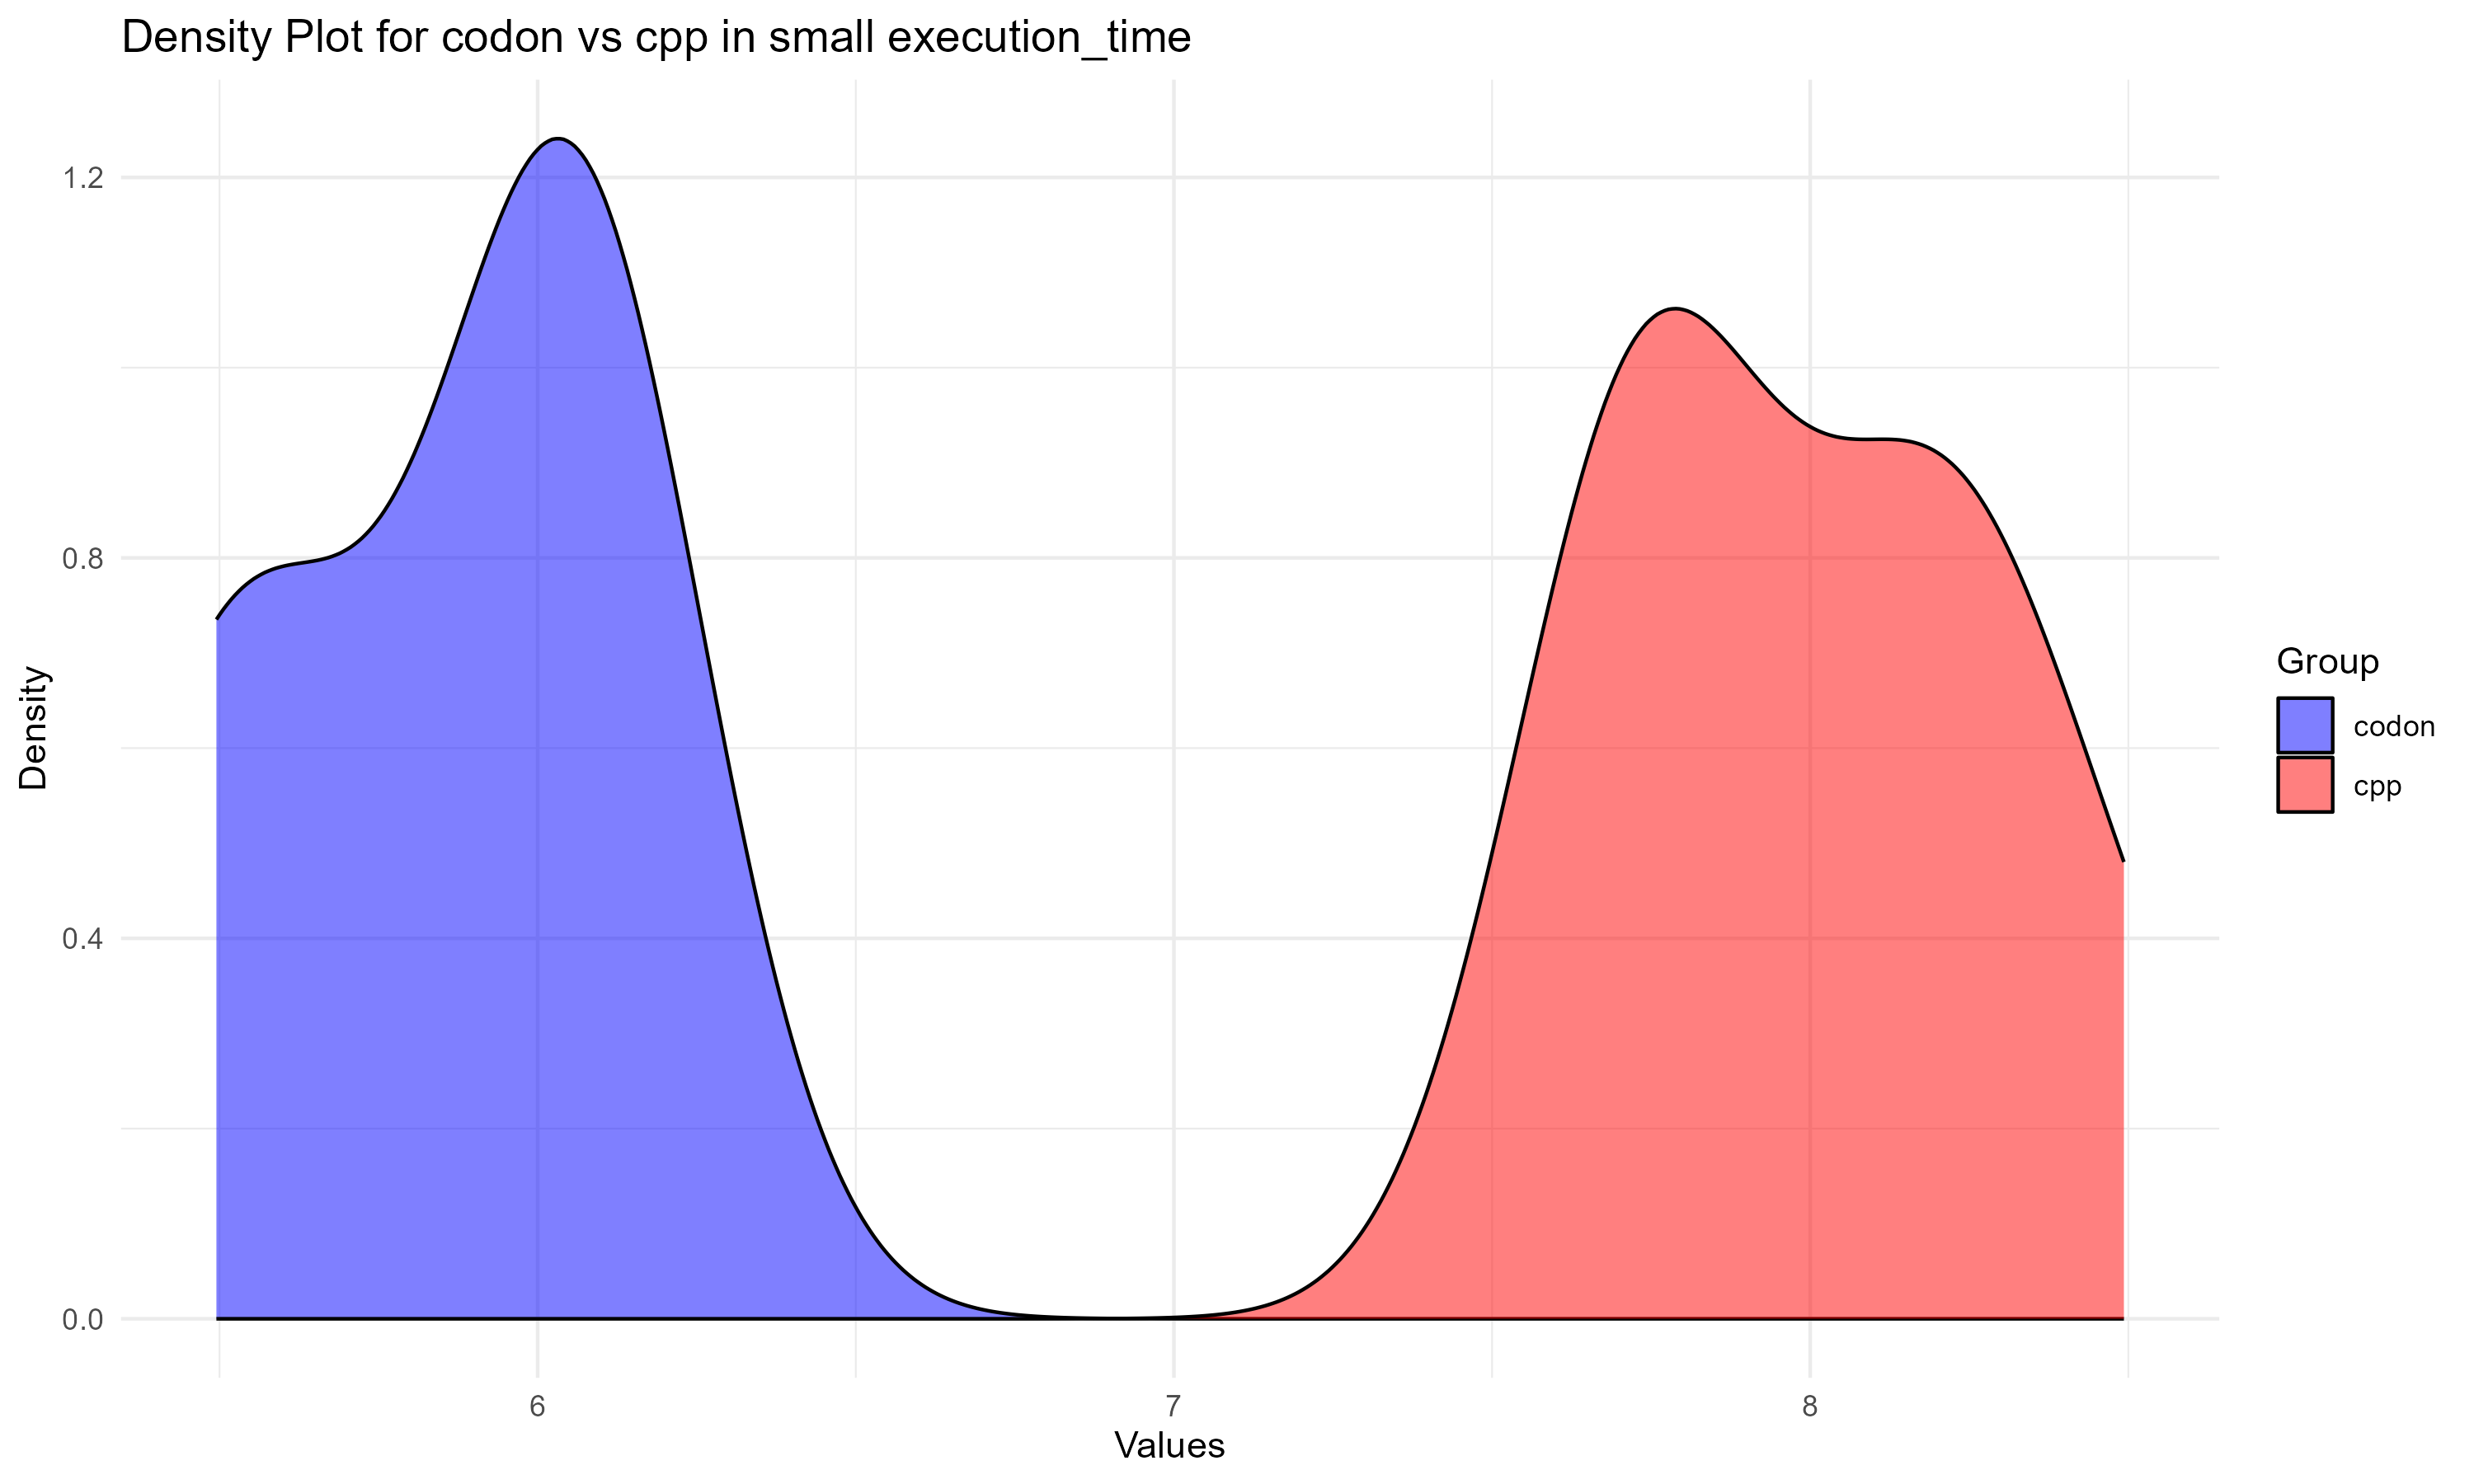 Density Plot for codon vs cpp in small execution_time
1.2
0.8
0.4
0.0
Density
6 7 8
Values
Group
codon
cpp